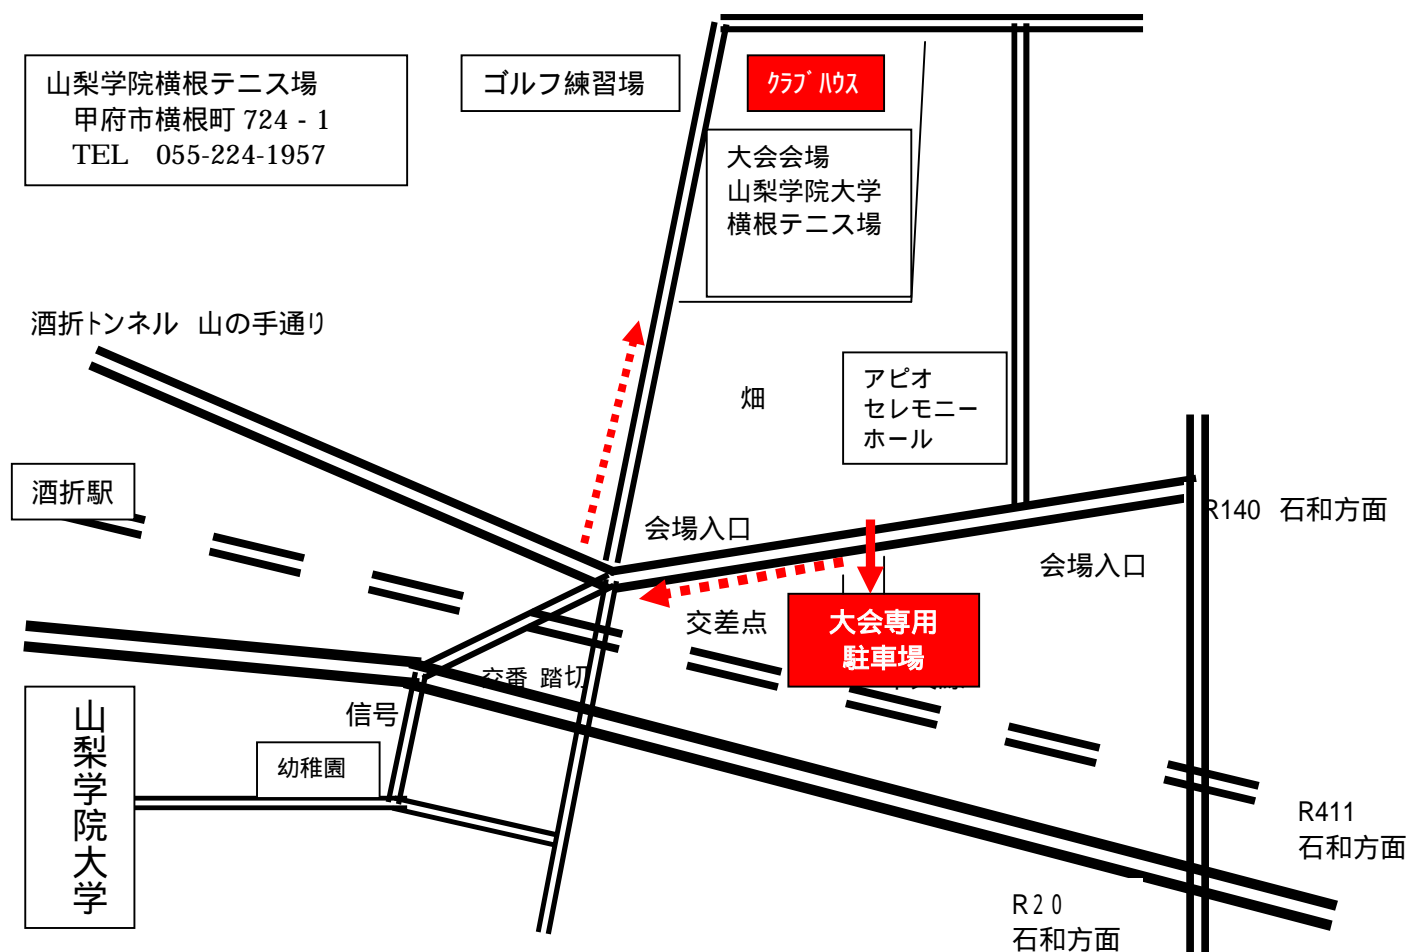 山梨学院横根テニス場
甲府市横根町 724 - 1
TEL 055-224-1957
ゴルフ練習場
ｸﾗﾌﾞﾊｳｽ
大会会場
山梨学院大学
横根テニス場
酒折トンネル 山の手通り
畑
アピオ
セレモニー
ホール
酒折駅
会場入口
R140 石和方面
会場入口
交差点
大会専用
駐車場
交番 踏切
信号
山梨学院大学
幼稚園
R411
石和方面
R20
石和方面